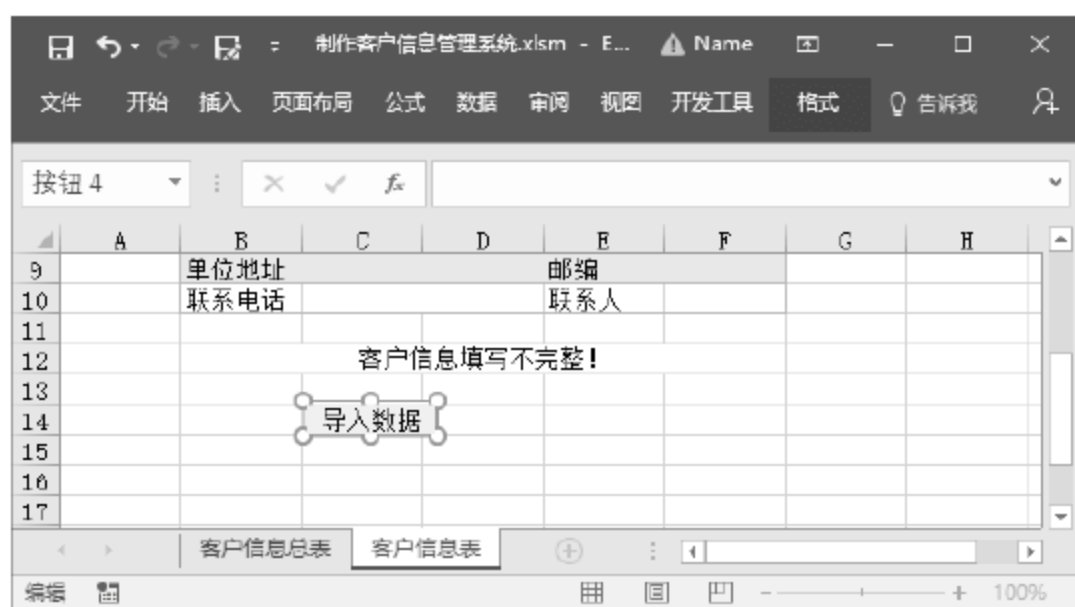 制作客户信息管理系统.xlsm - E... Name
文件 开始 插入 页面布局 公式 数据 审阅 视图 开发工具 格式 告诉我
按钮 4 fx
A B C D E F G H
9 单位地址 邮编
10 联系电话 联系人
11
12 客户信息填写不完整!
13
14 导入数据
15
16
17
客户信息总表 客户信息表
编辑 100%